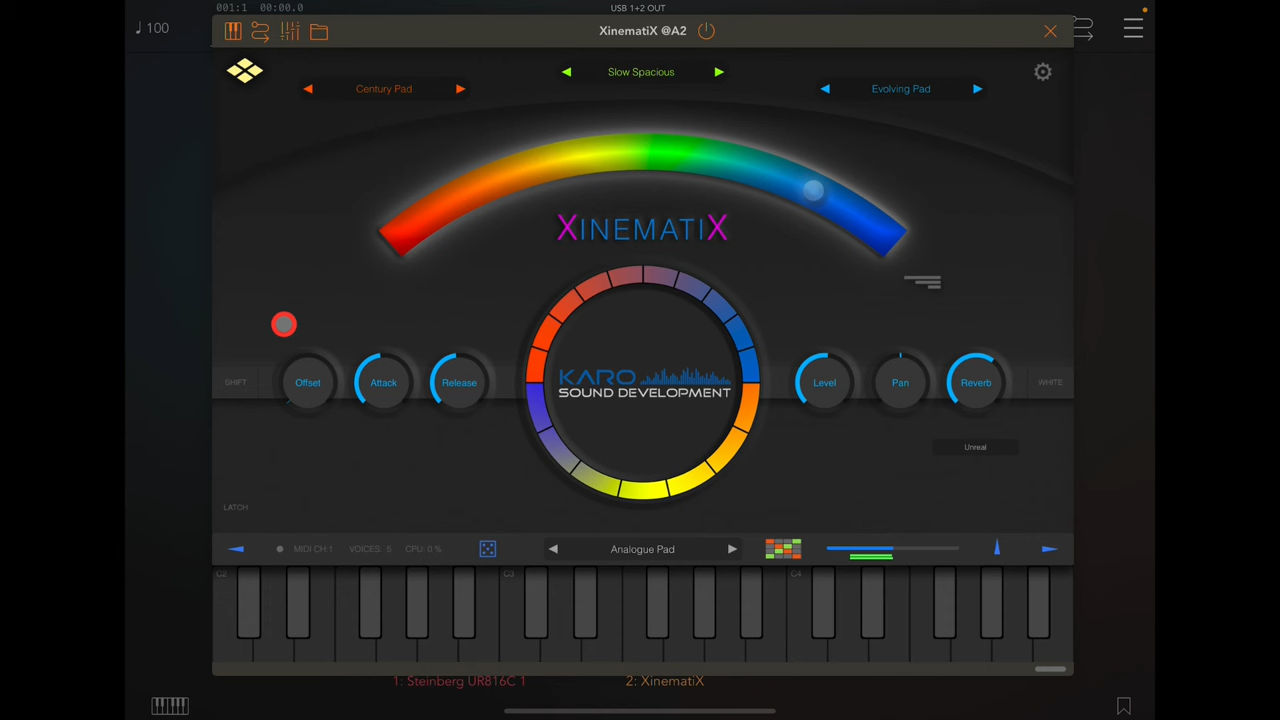 001:1 00:00.0
USB 1+2 OUT
♩ 100
XinematiX @A2
Slow Spacious
Century Pad
Evolving Pad
XINEMATIX
KARO
SOUND DEVELOPMENT
SHIFT
Offset
Attack
Release
Level
Pan
Reverb
WHITE
Unreal
LATCH
MIDI CH:1
VOICES: 5
CPU: 0 %
Analogue Pad
C2
C3
C4
1: Steinberg UR816C 1
2: XinematiX